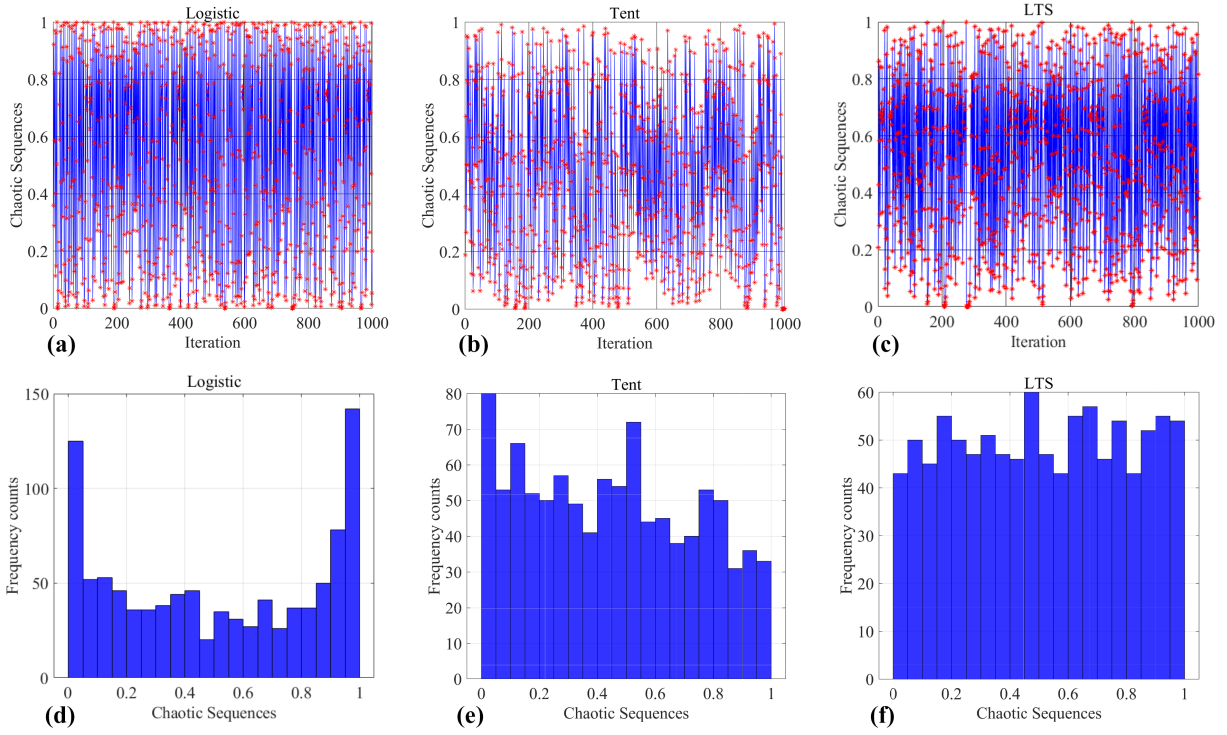 Logistic
Chaotic Sequences
1
0.8
0.6
0.4
0.2
0
0 200 400 600 800 1000
Iteration
(a)
Tent
Chaotic Sequences
1
0.8
0.6
0.4
0.2
0
0 200 400 600 800 1000
Iteration
(b)
LTS
Chaotic Sequences
1
0.8
0.6
0.4
0.2
0
0 200 400 600 800 1000
Iteration
(c)
Logistic
Frequency counts
150
100
50
0
0 0.2 0.4 0.6 0.8 1
Chaotic Sequences
(d)
Tent
Frequency counts
80
70
60
50
40
30
20
10
0
0 0.2 0.4 0.6 0.8 1
Chaotic Sequences
(e)
LTS
Frequency counts
60
50
40
30
20
10
0
0 0.2 0.4 0.6 0.8 1
Chaotic Sequences
(f)